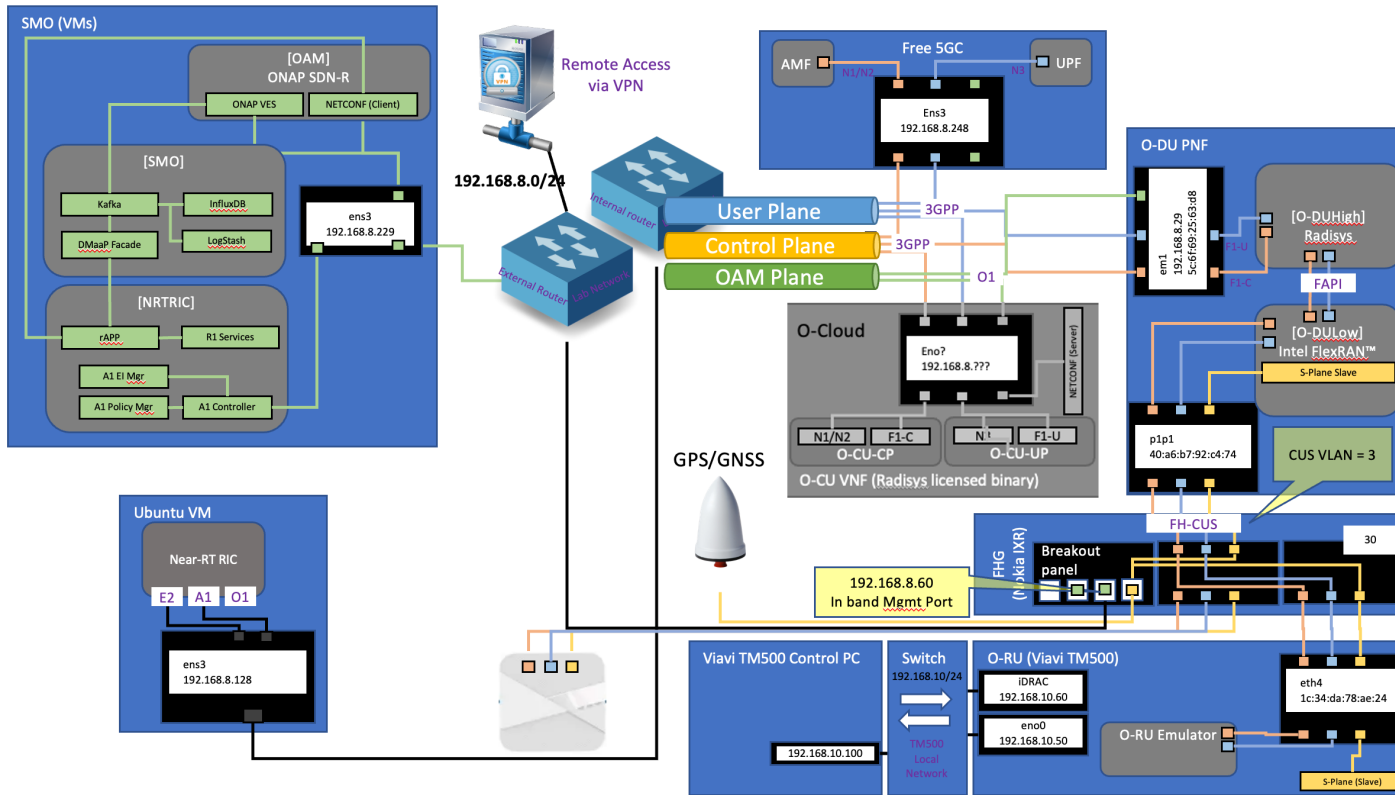 SMO (VMs)
[OAM]
ONAP SDN-R
ONAP VES
NETCONF (Client)
[SMO]
Kafka
InfluxDB
DMaaP Facade
LogStash
ens3
192.168.8.229
[NRTRIC]
rAPP
R1 Services
A1 EI Mgr
A1 Policy Mgr
A1 Controller
VPN
Remote Access
via VPN
192.168.8.0/24
Internal router
External Router
Lab Network
User Plane
Control Plane
OAM Plane
3GPP
3GPP
O1
Free 5GC
AMF
N1/N2
N3
UPF
Ens3
192.168.8.248
O-DU PNF
em1
192.168.8.29
5c:6f:69:25:63:d8
[O-DUHigh]
Radisys
F1-U
F1-C
FAPI
[O-DULow]
Intel FlexRAN™
S-Plane Slave
p1p1
40:a6:b7:92:c4:74
CUS VLAN = 3
O-Cloud
Eno?
192.168.8.???
NETCONF (Server)
N1/N2
F1-C
O-CU-CP
F1-U
O-CU-UP
O-CU VNF (Radisys licensed binary)
GPS/GNSS
Ubuntu VM
Near-RT RIC
E2
A1
O1
ens3
192.168.8.128
FH-CUS
FHG
(Nokia IXR)
Breakout
panel
30
192.168.8.60
In band Mgmt Port
Viavi TM500 Control PC
192.168.10.100
Switch
192.168.10/24
TM500
Local
Network
O-RU (Viavi TM500)
iDRAC
192.168.10.60
eno0
192.168.10.50
eth4
1c:34:da:78:ae:24
O-RU Emulator
S-Plane (Slave)